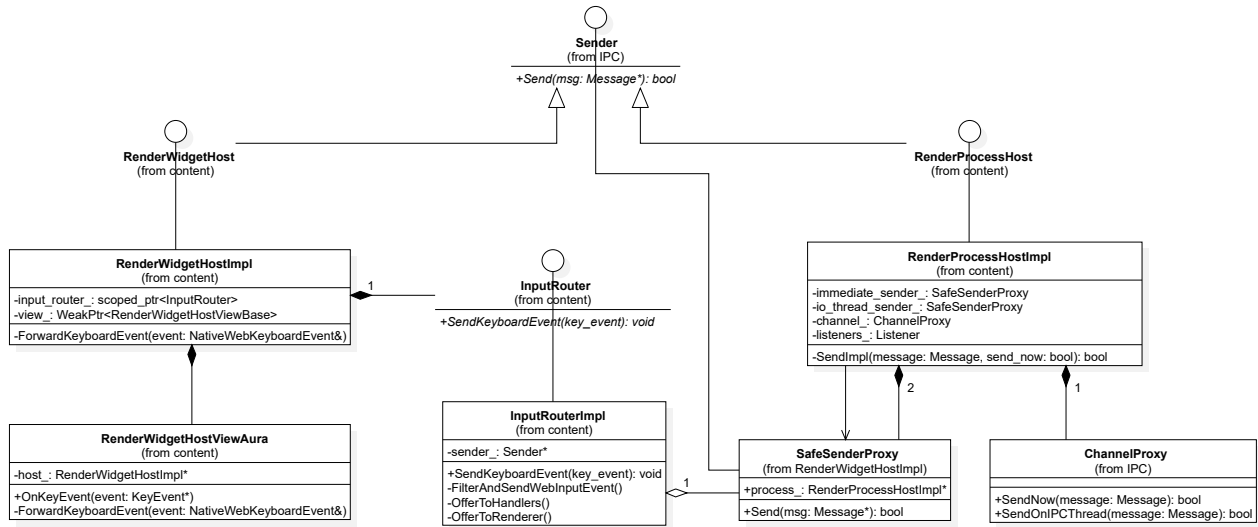 Sender
(from IPC)
+Send(msg: Message*): bool
RenderWidgetHost
(from content)
RenderProcessHost
(from content)
RenderWidgetHostImpl
(from content)
-input_router_: scoped_ptr<InputRouter>
-view_: WeakPtr<RenderWidgetHostViewBase>
-ForwardKeyboardEvent(event: NativeWebKeyboardEvent&)
1
InputRouter
(from content)
+SendKeyboardEvent(key_event): void
RenderProcessHostImpl
(from content)
-immediate_sender_: SafeSenderProxy
-io_thread_sender_: SafeSenderProxy
-channel_: ChannelProxy
-listeners_: Listener
-SendImpl(message: Message, send_now: bool): bool
2
1
RenderWidgetHostViewAura
(from content)
-host_: RenderWidgetHostImpl*
+OnKeyEvent(event: KeyEvent*)
-ForwardKeyboardEvent(event: NativeWebKeyboardEvent&)
InputRouterImpl
(from content)
-sender_: Sender*
+SendKeyboardEvent(key_event): void
-FilterAndSendWebInputEvent()
-OfferToHandlers()
-OfferToRenderer()
1
SafeSenderProxy
(from RenderWidgetHostImpl)
+process_: RenderProcessHostImpl*
+Send(msg: Message*): bool
ChannelProxy
(from IPC)
+SendNow(message: Message): bool
+SendOnIPCThread(message: Message): bool